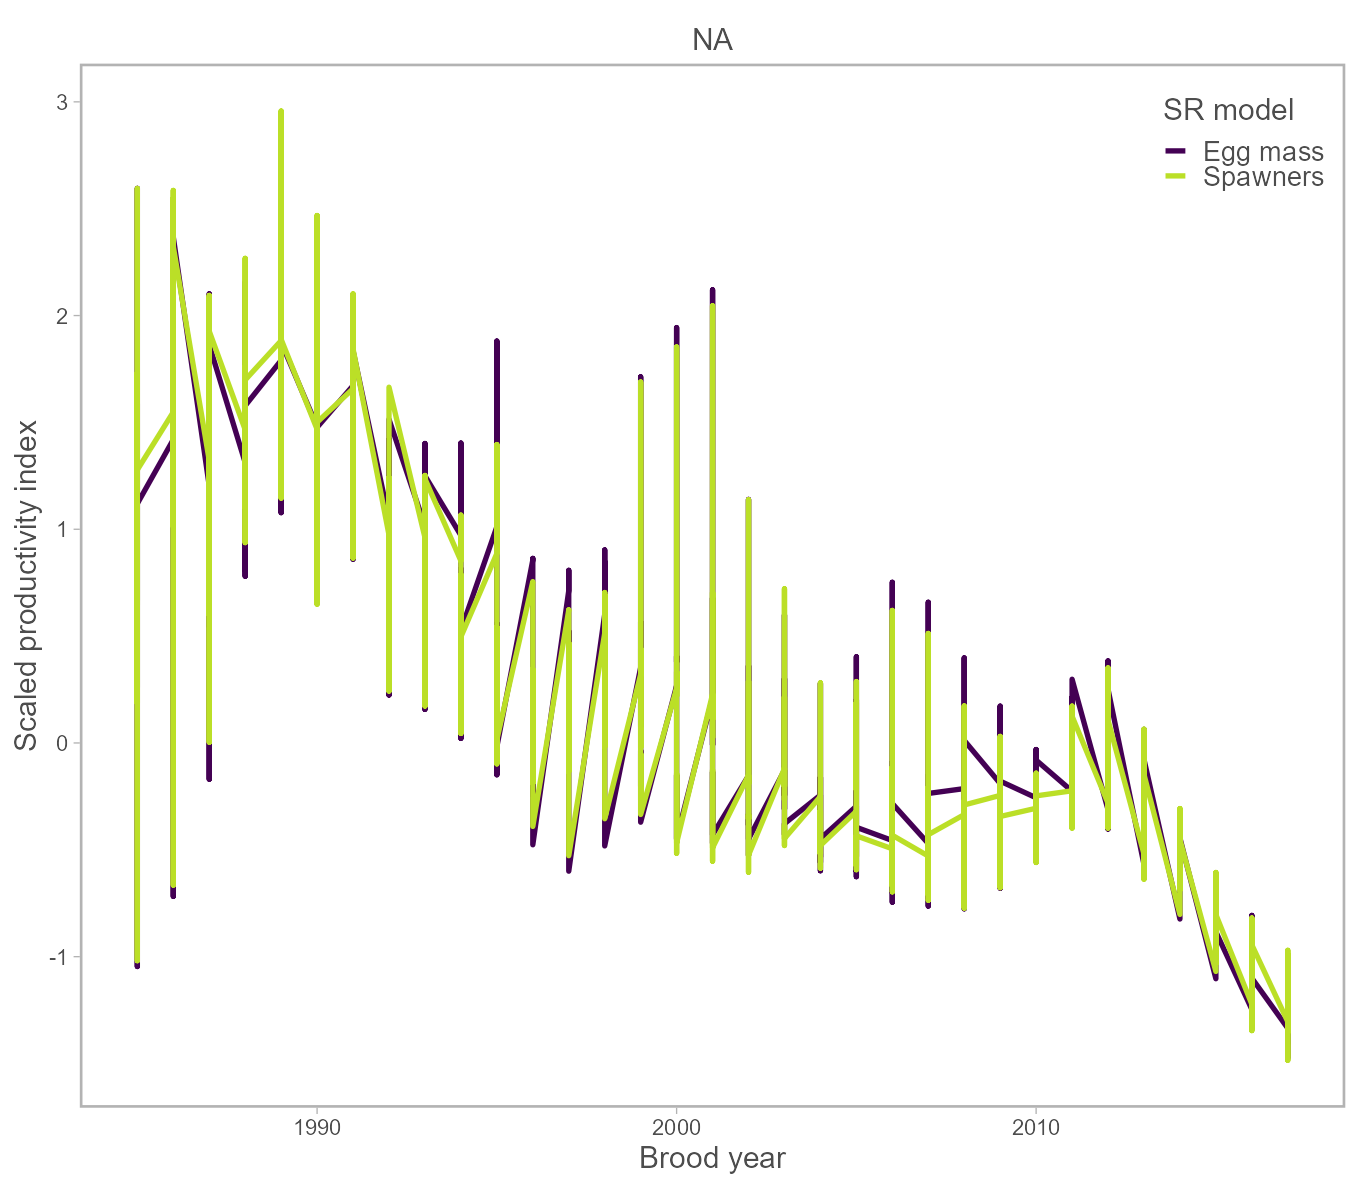 NA
SR model
Egg mass
Spawners
Scaled productivity index
3
2
1
0
-1
1990
2000
2010
Brood year